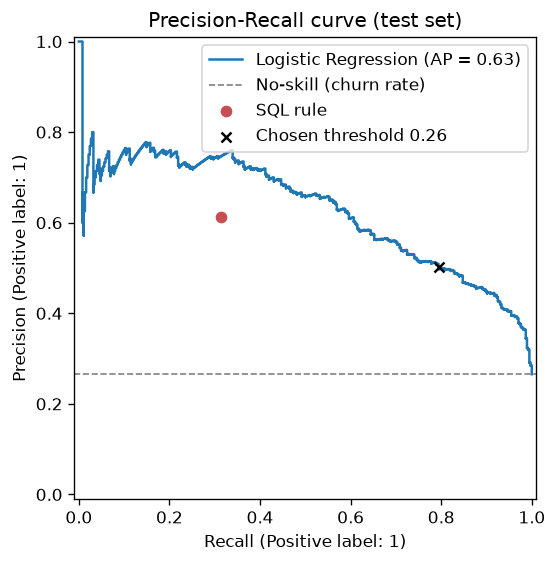 Precision-Recall curve (test set)
Logistic Regression (AP = 0.63)
No-skill (churn rate)
SQL rule
Chosen threshold 0.26
1.0
0.8
0.6
0.4
0.2
0.0
Precision (Positive label: 1)
0.0 0.2 0.4 0.6 0.8 1.0
Recall (Positive label: 1)